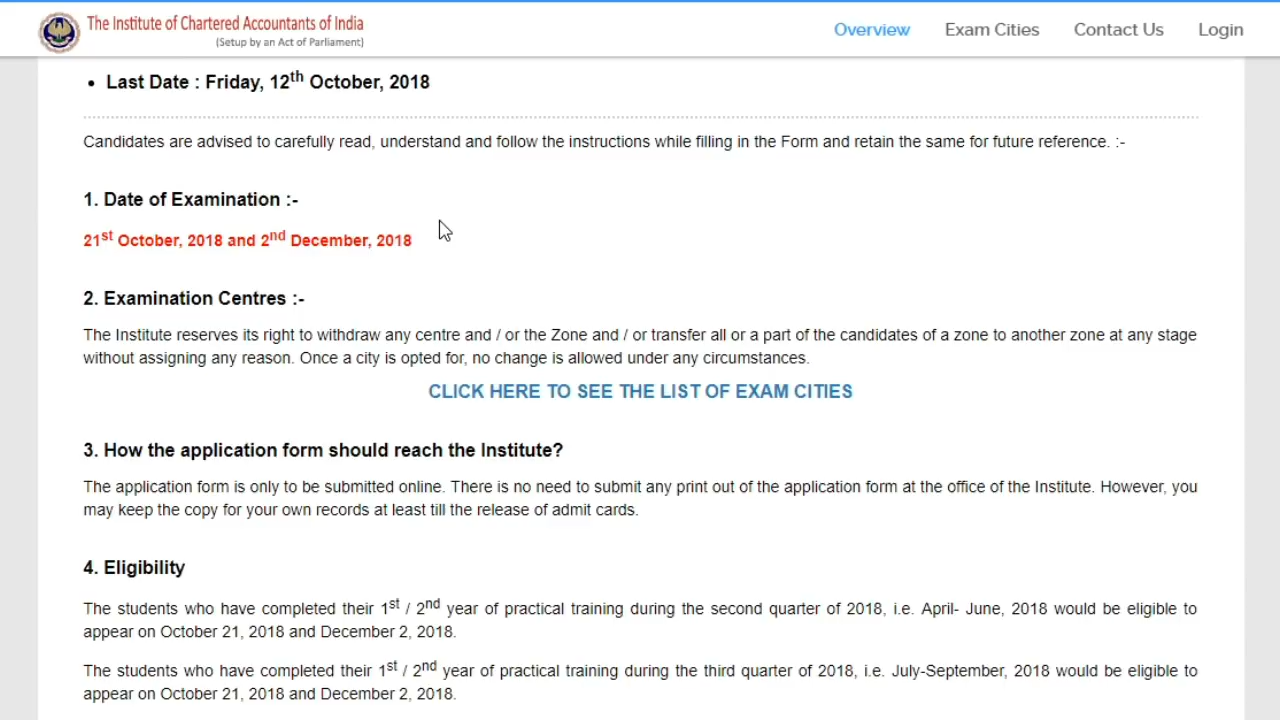 The Institute of Chartered Accountants of India
(Setup by an Act of Parliament)
Overview
Exam Cities
Contact Us
Login
• Last Date : Friday, 12th October, 2018
Candidates are advised to carefully read, understand and follow the instructions while filling in the Form and retain the same for future reference. :-
1. Date of Examination :-
21st October, 2018 and 2nd December, 2018
2. Examination Centres :-
The Institute reserves its right to withdraw any centre and / or the Zone and / or transfer all or a part of the candidates of a zone to another zone at any stage
without assigning any reason. Once a city is opted for, no change is allowed under any circumstances.
CLICK HERE TO SEE THE LIST OF EXAM CITIES
3. How the application form should reach the Institute?
The application form is only to be submitted online. There is no need to submit any print out of the application form at the office of the Institute. However, you
may keep the copy for your own records at least till the release of admit cards.
4. Eligibility
The students who have completed their 1st / 2nd year of practical training during the second quarter of 2018, i.e. April- June, 2018 would be eligible to
appear on October 21, 2018 and December 2, 2018.
The students who have completed their 1st / 2nd year of practical training during the third quarter of 2018, i.e. July-September, 2018 would be eligible to
appear on October 21, 2018 and December 2, 2018.